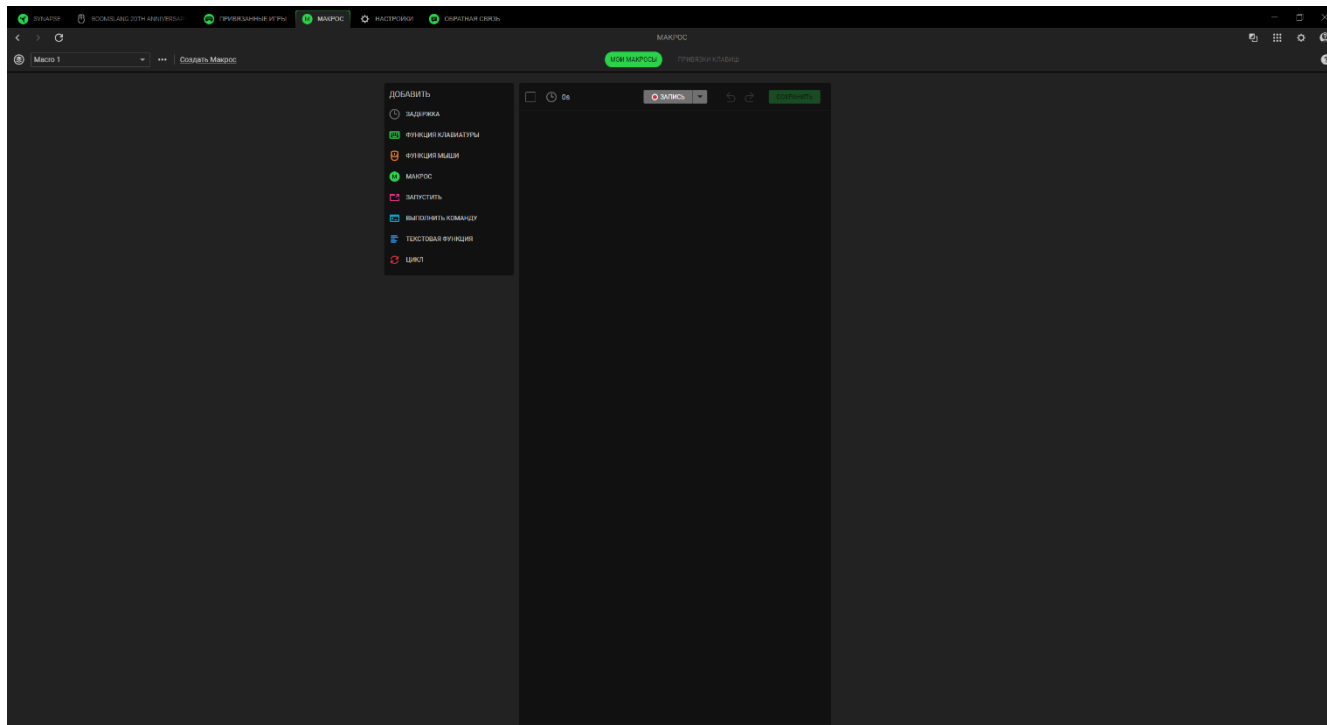 SYNAPSE
BOOMSLANG 20TH ANNIVERSAR
ПРИВЯЗАННЫЕ ИГРЫ
МАКРОС
НАСТРОЙКИ
ОБРАТНАЯ СВЯЗЬ
МАКРОС
Macro 1
Создать Макрос
МОИ МАКРОСЫ
ПРИВЯЗКИ КЛАВИШ
ДОБАВИТЬ
ЗАДЕРЖКА
ФУНКЦИЯ КЛАВИАТУРЫ
ФУНКЦИЯ МЫШИ
МАКРОС
ЗАПУСТИТЬ
ВЫПОЛНИТЬ КОМАНДУ
ТЕКСТОВАЯ ФУНКЦИЯ
ЦИКЛ
0s
ЗАПИСЬ
СОХРАНИТЬ